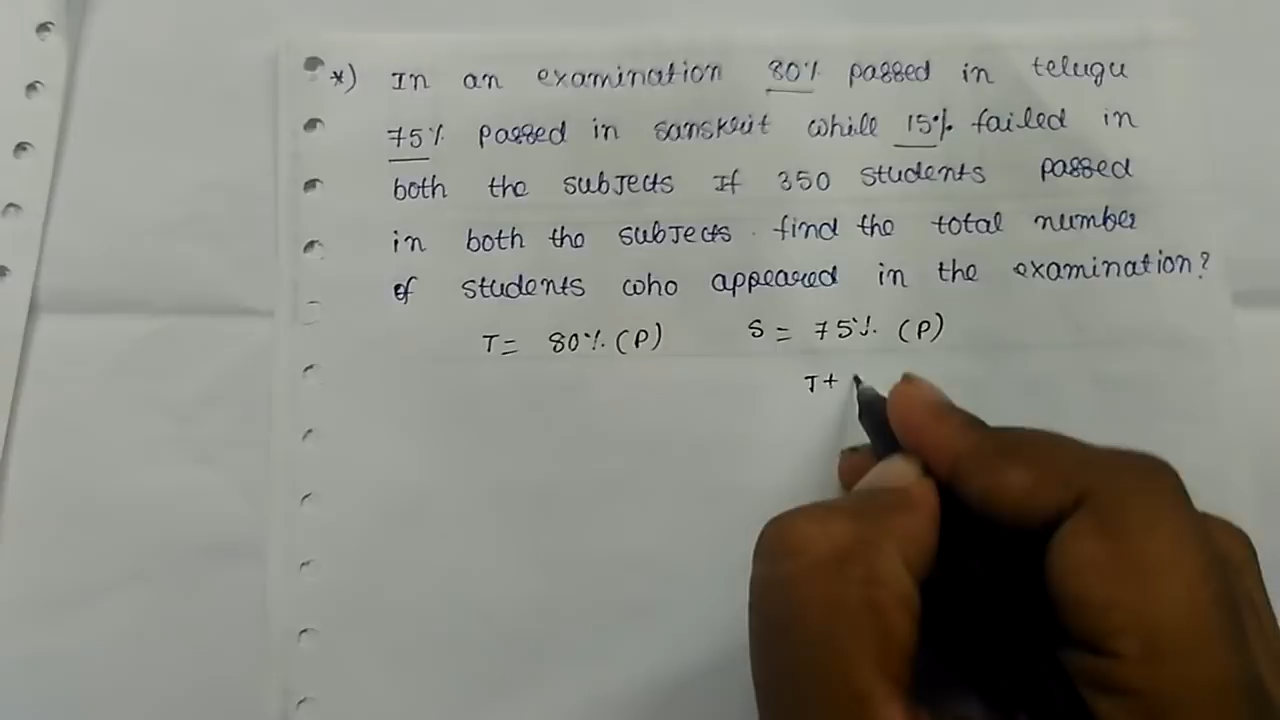 *) In an examination 80% passed in telugu
75% passed in sanskrit while 15% failed in
both the subjects If 350 students passed
in both the subjects. find the total number
of students who appeared in the examination?
T= 80% (P) S = 75% (P)
T+